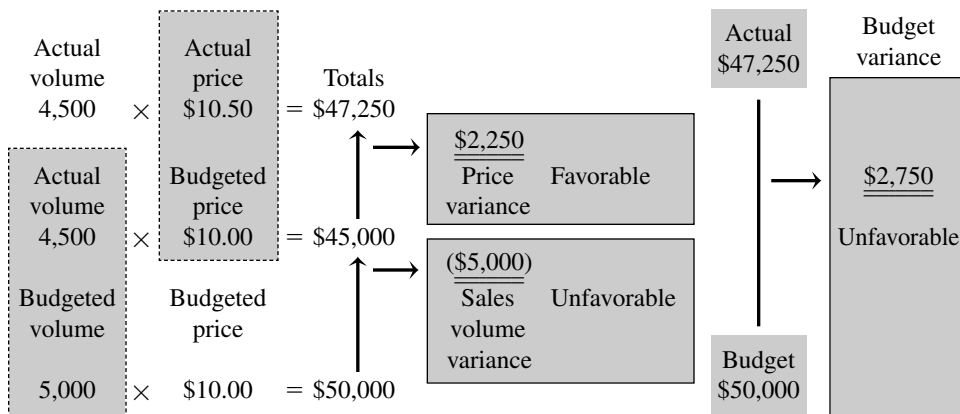 Actual
volume
4,500
×
Actual
price
$10.50
Totals
= $47,250
Actual
volume
4,500
×
Budgeted
price
$10.00
= $45,000
Budgeted
volume
5,000
×
Budgeted
price
$10.00
= $50,000
$2,250
Price Favorable
variance
($5,000)
Sales Unfavorable
volume
variance
Actual
$47,250
Budget
$50,000
Budget
variance
$2,750
Unfavorable